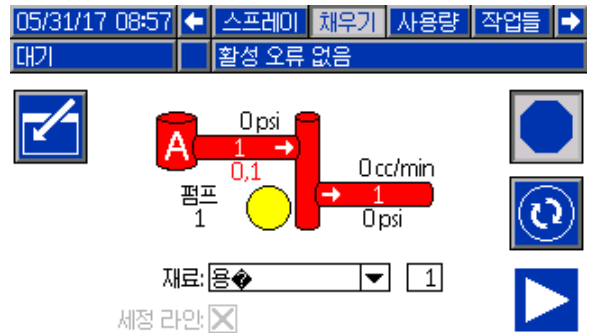 05/31/17 08:57 스프레이 채우기 사용량 작업들
대기 활성 오류 없음
0 psi
A
1
0,1
0 cc/min
펌프
1
1
0 psi
재료: 용� 1
세정 라인: